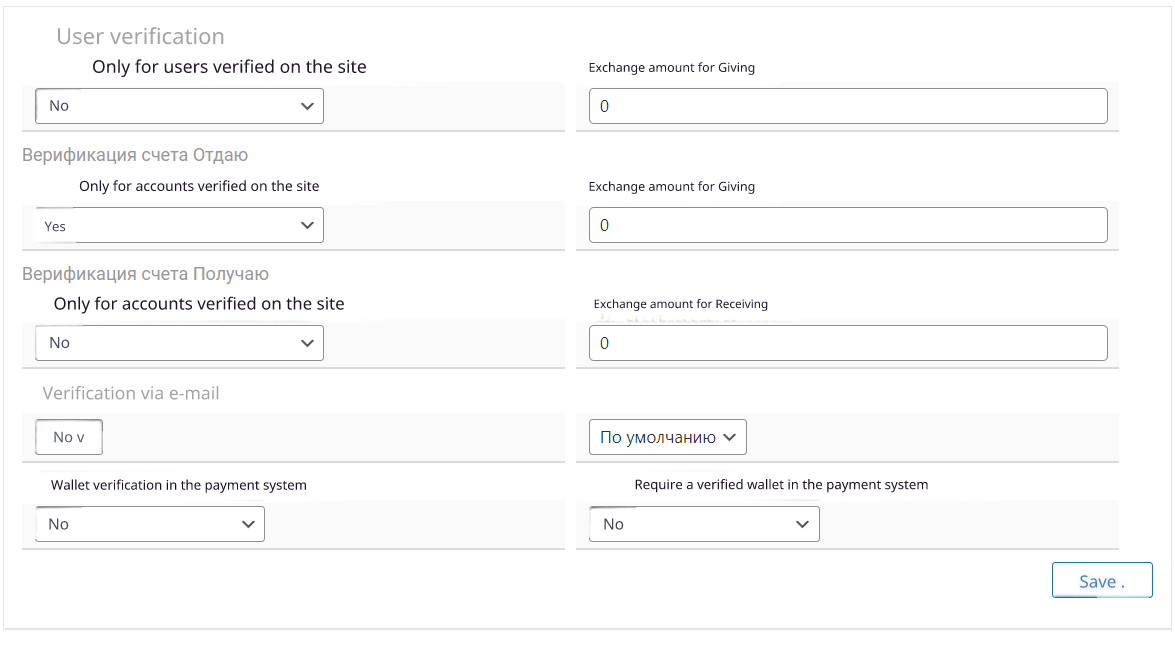 User verification
Only for users verified on the site
Exchange amount for Giving
No
0
Верификация счета Отдаю
Only for accounts verified on the site
Exchange amount for Giving
Yes
0
Верификация счета Получаю
Only for accounts verified on the site
Exchange amount for Receiving
No
0
Verification via e-mail
No v
По умолчанию
Wallet verification in the payment system
Require a verified wallet in the payment system
No
No
Save .